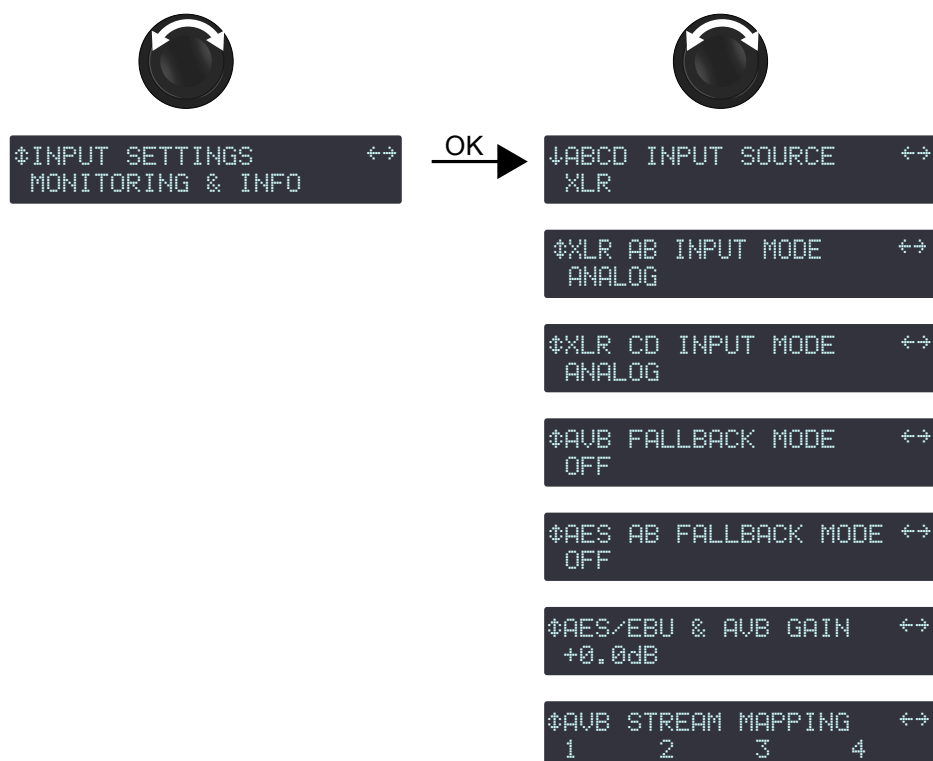 ↕INPUT SETTINGS ↔
MONITORING & INFO
OK
↓ABCD INPUT SOURCE ↔
XLR
↕XLR AB INPUT MODE ↔
ANALOG
↕XLR CD INPUT MODE ↔
ANALOG
↕AVB FALLBACK MODE ↔
OFF
↕AES AB FALLBACK MODE ↔
OFF
↕AES/EBU & AVB GAIN ↔
+0.0dB
↕AVB STREAM MAPPING ↔
1 2 3 4